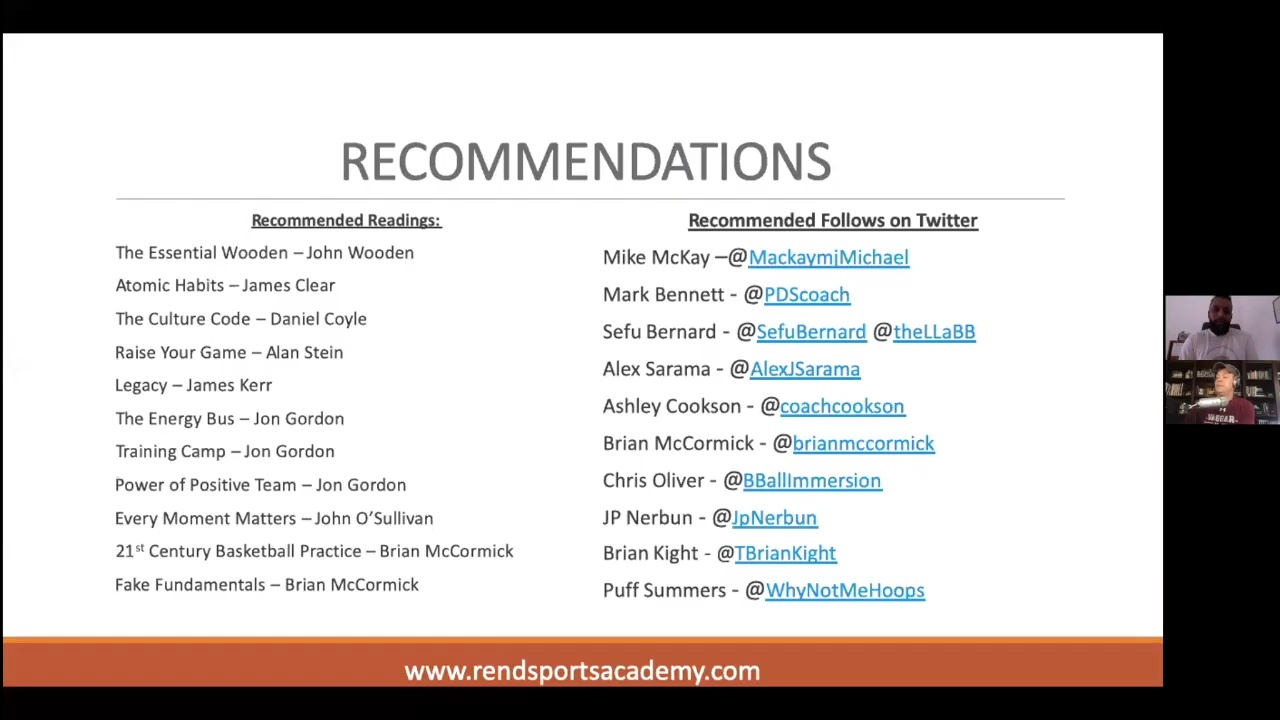 RECOMMENDATIONS
Recommended Readings:
The Essential Wooden – John Wooden
Atomic Habits – James Clear
The Culture Code – Daniel Coyle
Raise Your Game – Alan Stein
Legacy – James Kerr
The Energy Bus – Jon Gordon
Training Camp – Jon Gordon
Power of Positive Team – Jon Gordon
Every Moment Matters – John O’Sullivan
21st Century Basketball Practice – Brian McCormick
Fake Fundamentals – Brian McCormick
Recommended Follows on Twitter
Mike McKay –@MackaymjMichael
Mark Bennett - @PDScoach
Sefu Bernard - @SefuBernard @theLLaBB
Alex Sarama - @AlexJSarama
Ashley Cookson - @coachcookson
Brian McCormick - @brianmccormick
Chris Oliver - @BBallImmersion
JP Nerbun - @JpNerbun
Brian Kight - @TBrianKight
Puff Summers - @WhyNotMeHoops
www.rendsportsacademy.com